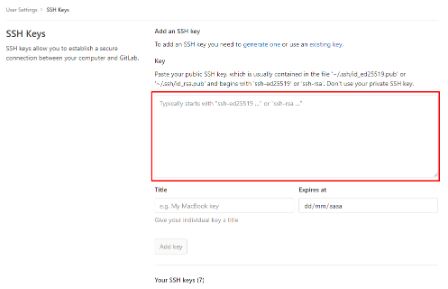 User Settings > SSH Keys
SSH Keys
SSH keys allow you to establish a secure
connection between your computer and GitLab.
Add an SSH key
To add an SSH key you need to generate one or use an existing key.
Key
Paste your public SSH key, which is usually contained in the file '~/.ssh/id_ed25519.pub' or
'~/.ssh/id_rsa.pub' and begins with 'ssh-ed25519' or 'ssh-rsa'. Don't use your private SSH key.
Typically starts with "ssh-ed25519 ..." or "ssh-rsa ..."
Title
Expires at
e.g. My MacBook key
dd/mm/aaaa
Give your individual key a title
Add key
Your SSH keys (7)